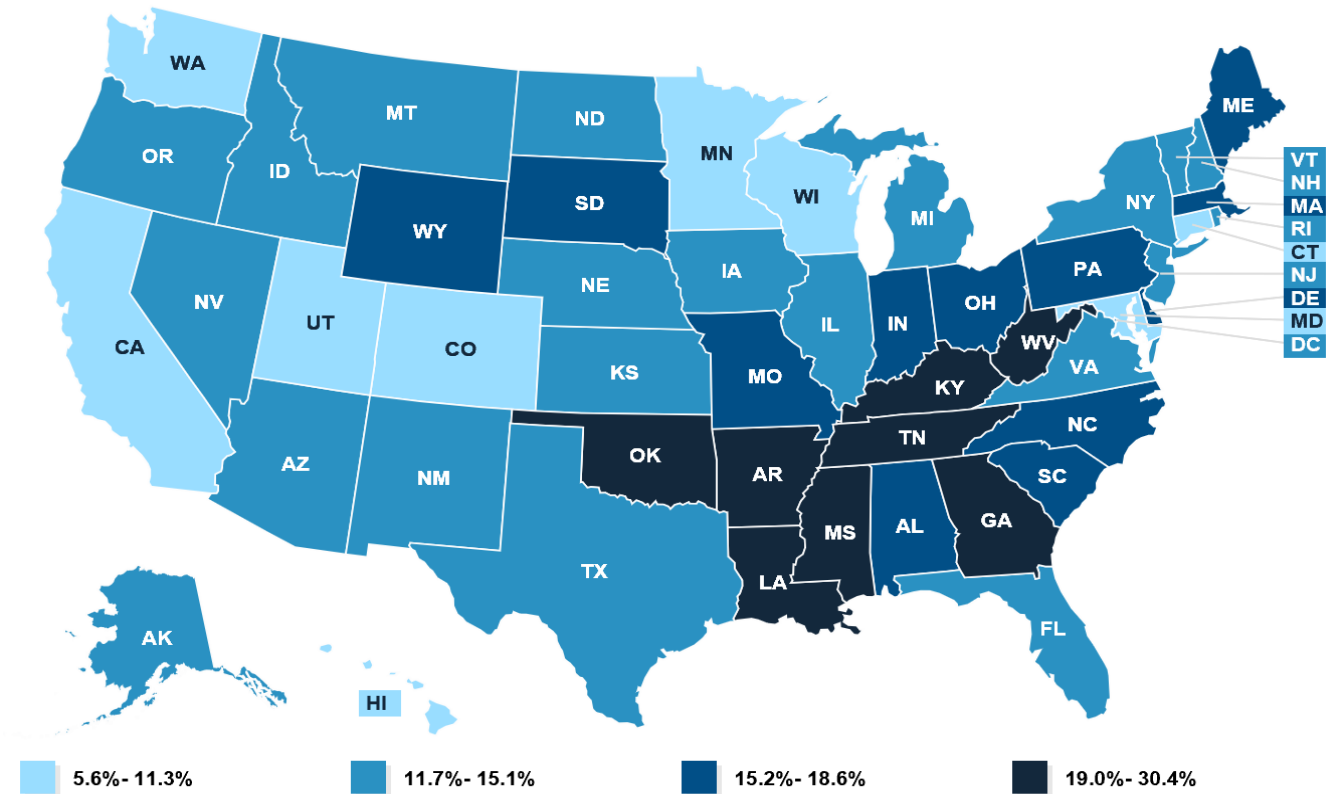 WA
MT
ND
ME
OR
ID
MN
VT
NH
SD
WI
NY
MA
WY
MI
RI
CT
IA
PA
NJ
NE
NV
OH
DE
UT
IL
IN
MD
CA
CO
WV
DC
KS
MO
KY
VA
NC
TN
OK
AZ
NM
AR
SC
MS
AL
GA
TX
LA
AK
FL
HI
5.6%- 11.3%
11.7%- 15.1%
15.2%- 18.6%
19.0%- 30.4%